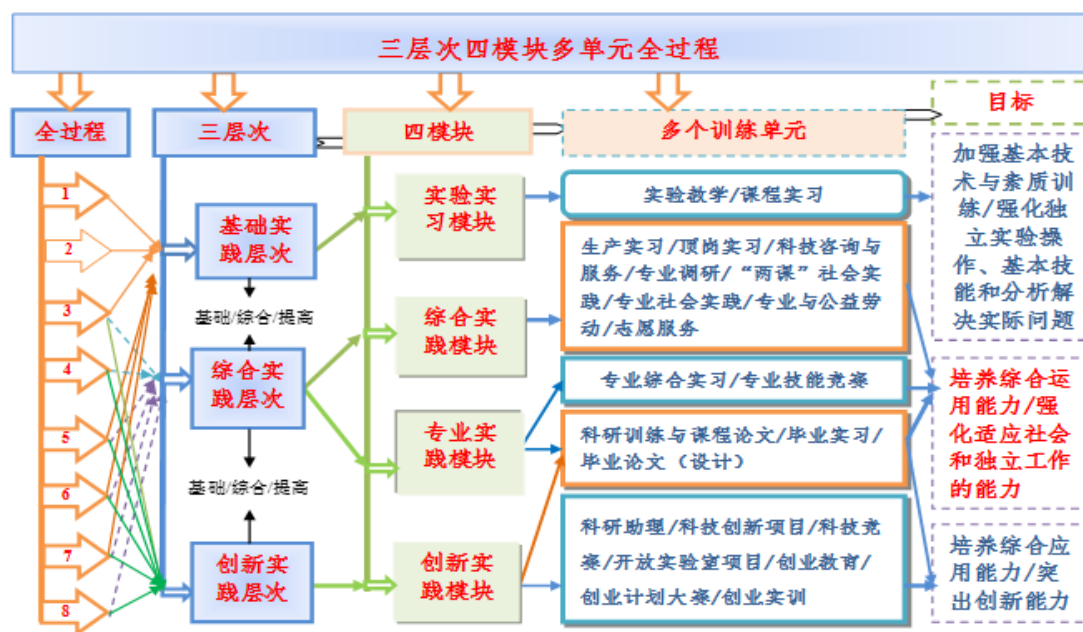 三层次四模块多单元全过程
全过程
三层次
四模块
多个训练单元
目标
1
2
3
4
5
6
7
8
基础实
践层次
基础/综合/提高
综合实
践层次
基础/综合/提高
创新实
践层次
实验实
习模块
综合实
践模块
专业实
践模块
创新实
践模块
实验教学/课程实习
生产实习/顶岗实习/科技咨询与
服务/专业调研/“两课”社会实
践/专业社会实践/专业与公益劳
动/志愿服务
专业综合实习/专业技能竞赛
科研训练与课程论文/毕业实习/
毕业论文（设计）
科研助理/科技创新项目/科技竞
赛/开放实验室项目/创业教育/
创业计划大赛/创业实训
加强基本技
术与素质训
练/强化独
立实验操
作、基本技
能和分析解
决实际问题
培养综合运
用能力/强
化适应社会
和独立工作
的能力
培养综合应
用能力/突
出创新能力